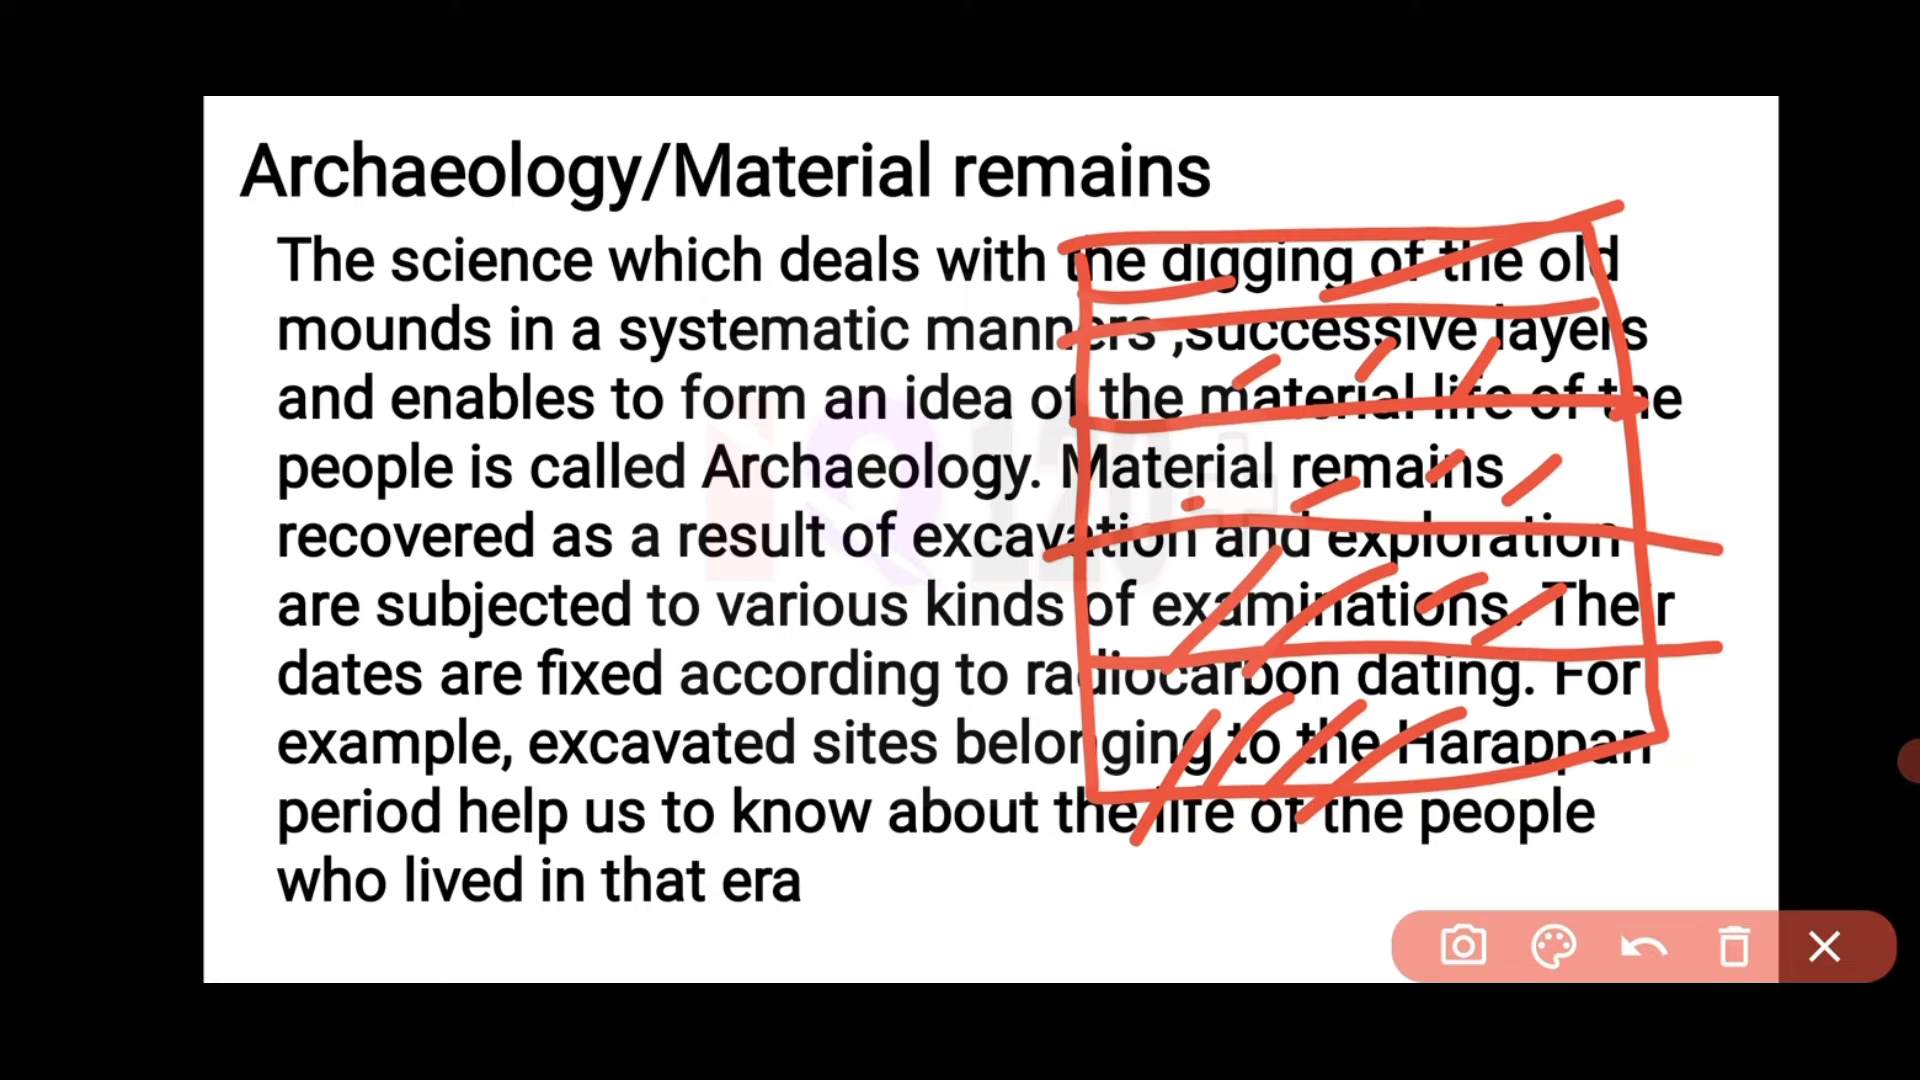 Archaeology/Material remains
The science which deals with the digging of the old
mounds in a systematic manners ,successive layers
and enables to form an idea of the material life of the
people is called Archaeology. Material remains
recovered as a result of excavation and exploration
are subjected to various kinds of examinations. Their
dates are fixed according to radiocarbon dating. For
example, excavated sites belonging to the Harappan
period help us to know about the life of the people
who lived in that era
iQ 120++